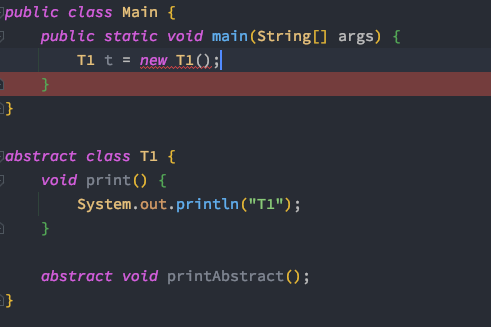 public class Main {
    public static void main(String[] args) {
        T1 t = new T1();
    }
}

abstract class T1 {
    void print() {
        System.out.println("T1");
    }

    abstract void printAbstract();
}